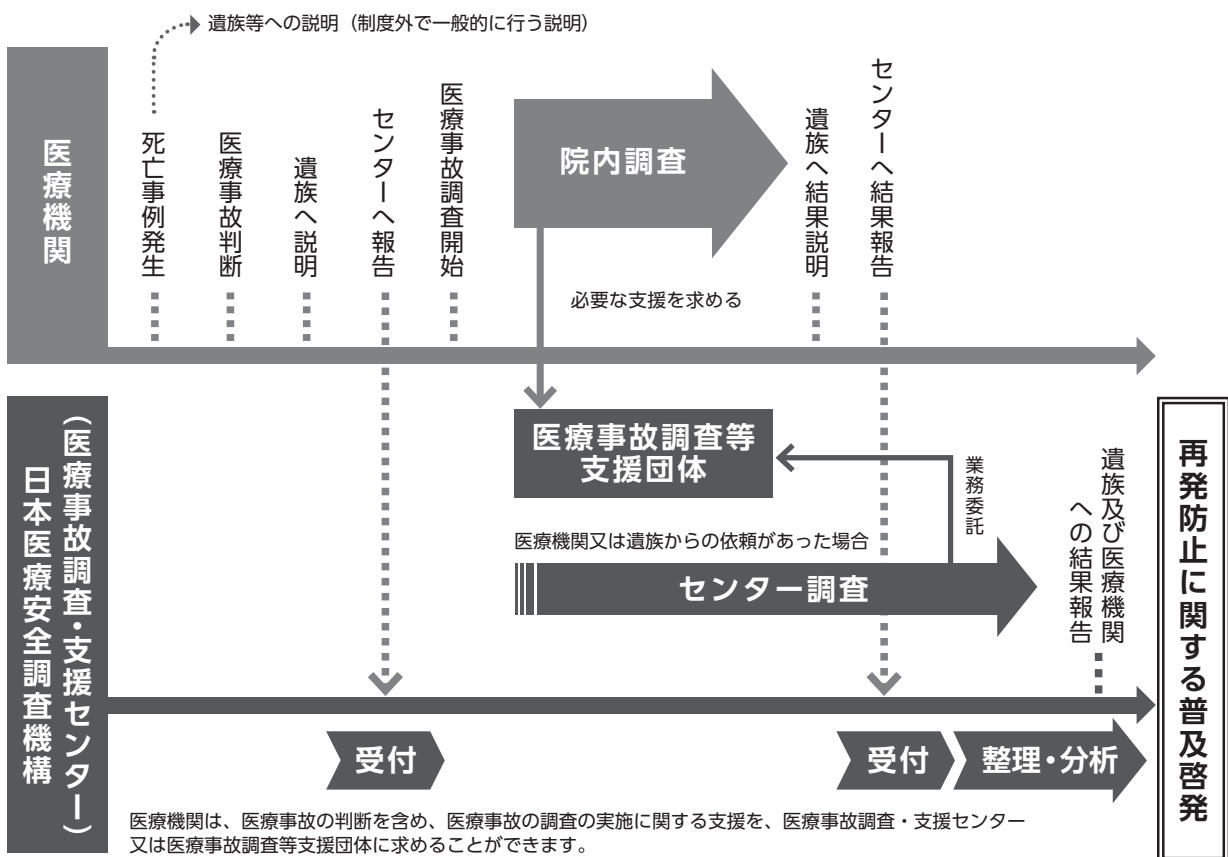 遺族等への説明（制度外で一般的に行う説明）
医療機関
死亡事例発生
医療事故判断
遺族へ説明
センターへ報告
医療事故調査開始
院内調査
遺族へ結果説明
センターへ結果報告
必要な支援を求める
日本医療安全調査機構
（医療事故調査・支援センター）
医療事故調査等
支援団体
業務委託
医療機関又は遺族からの依頼があった場合
センター調査
遺族及び医療機関
への結果報告
受付
受付
整理・分析
再発防止に関する普及啓発
医療機関は、医療事故の判断を含め、医療事故の調査の実施に関する支援を、医療事故調査・支援センター
又は医療事故調査等支援団体に求めることができます。